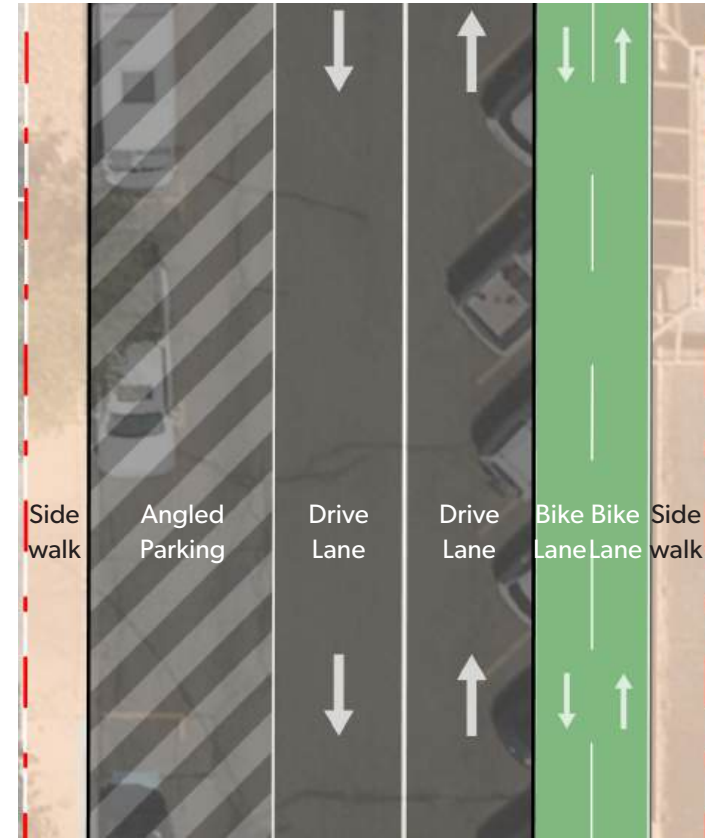 Side
walk
Angled
Parking
Drive
Lane
Drive
Lane
Bike
Lane
Bike
Lane
Side
walk